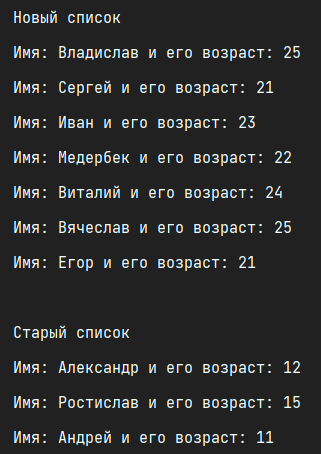 Новый список
Имя: Владислав и его возраст: 25
Имя: Сергей и его возраст: 21
Имя: Иван и его возраст: 23
Имя: Медербек и его возраст: 22
Имя: Виталий и его возраст: 24
Имя: Вячеслав и его возраст: 25
Имя: Егор и его возраст: 21
Старый список
Имя: Александр и его возраст: 12
Имя: Ростислав и его возраст: 15
Имя: Андрей и его возраст: 11